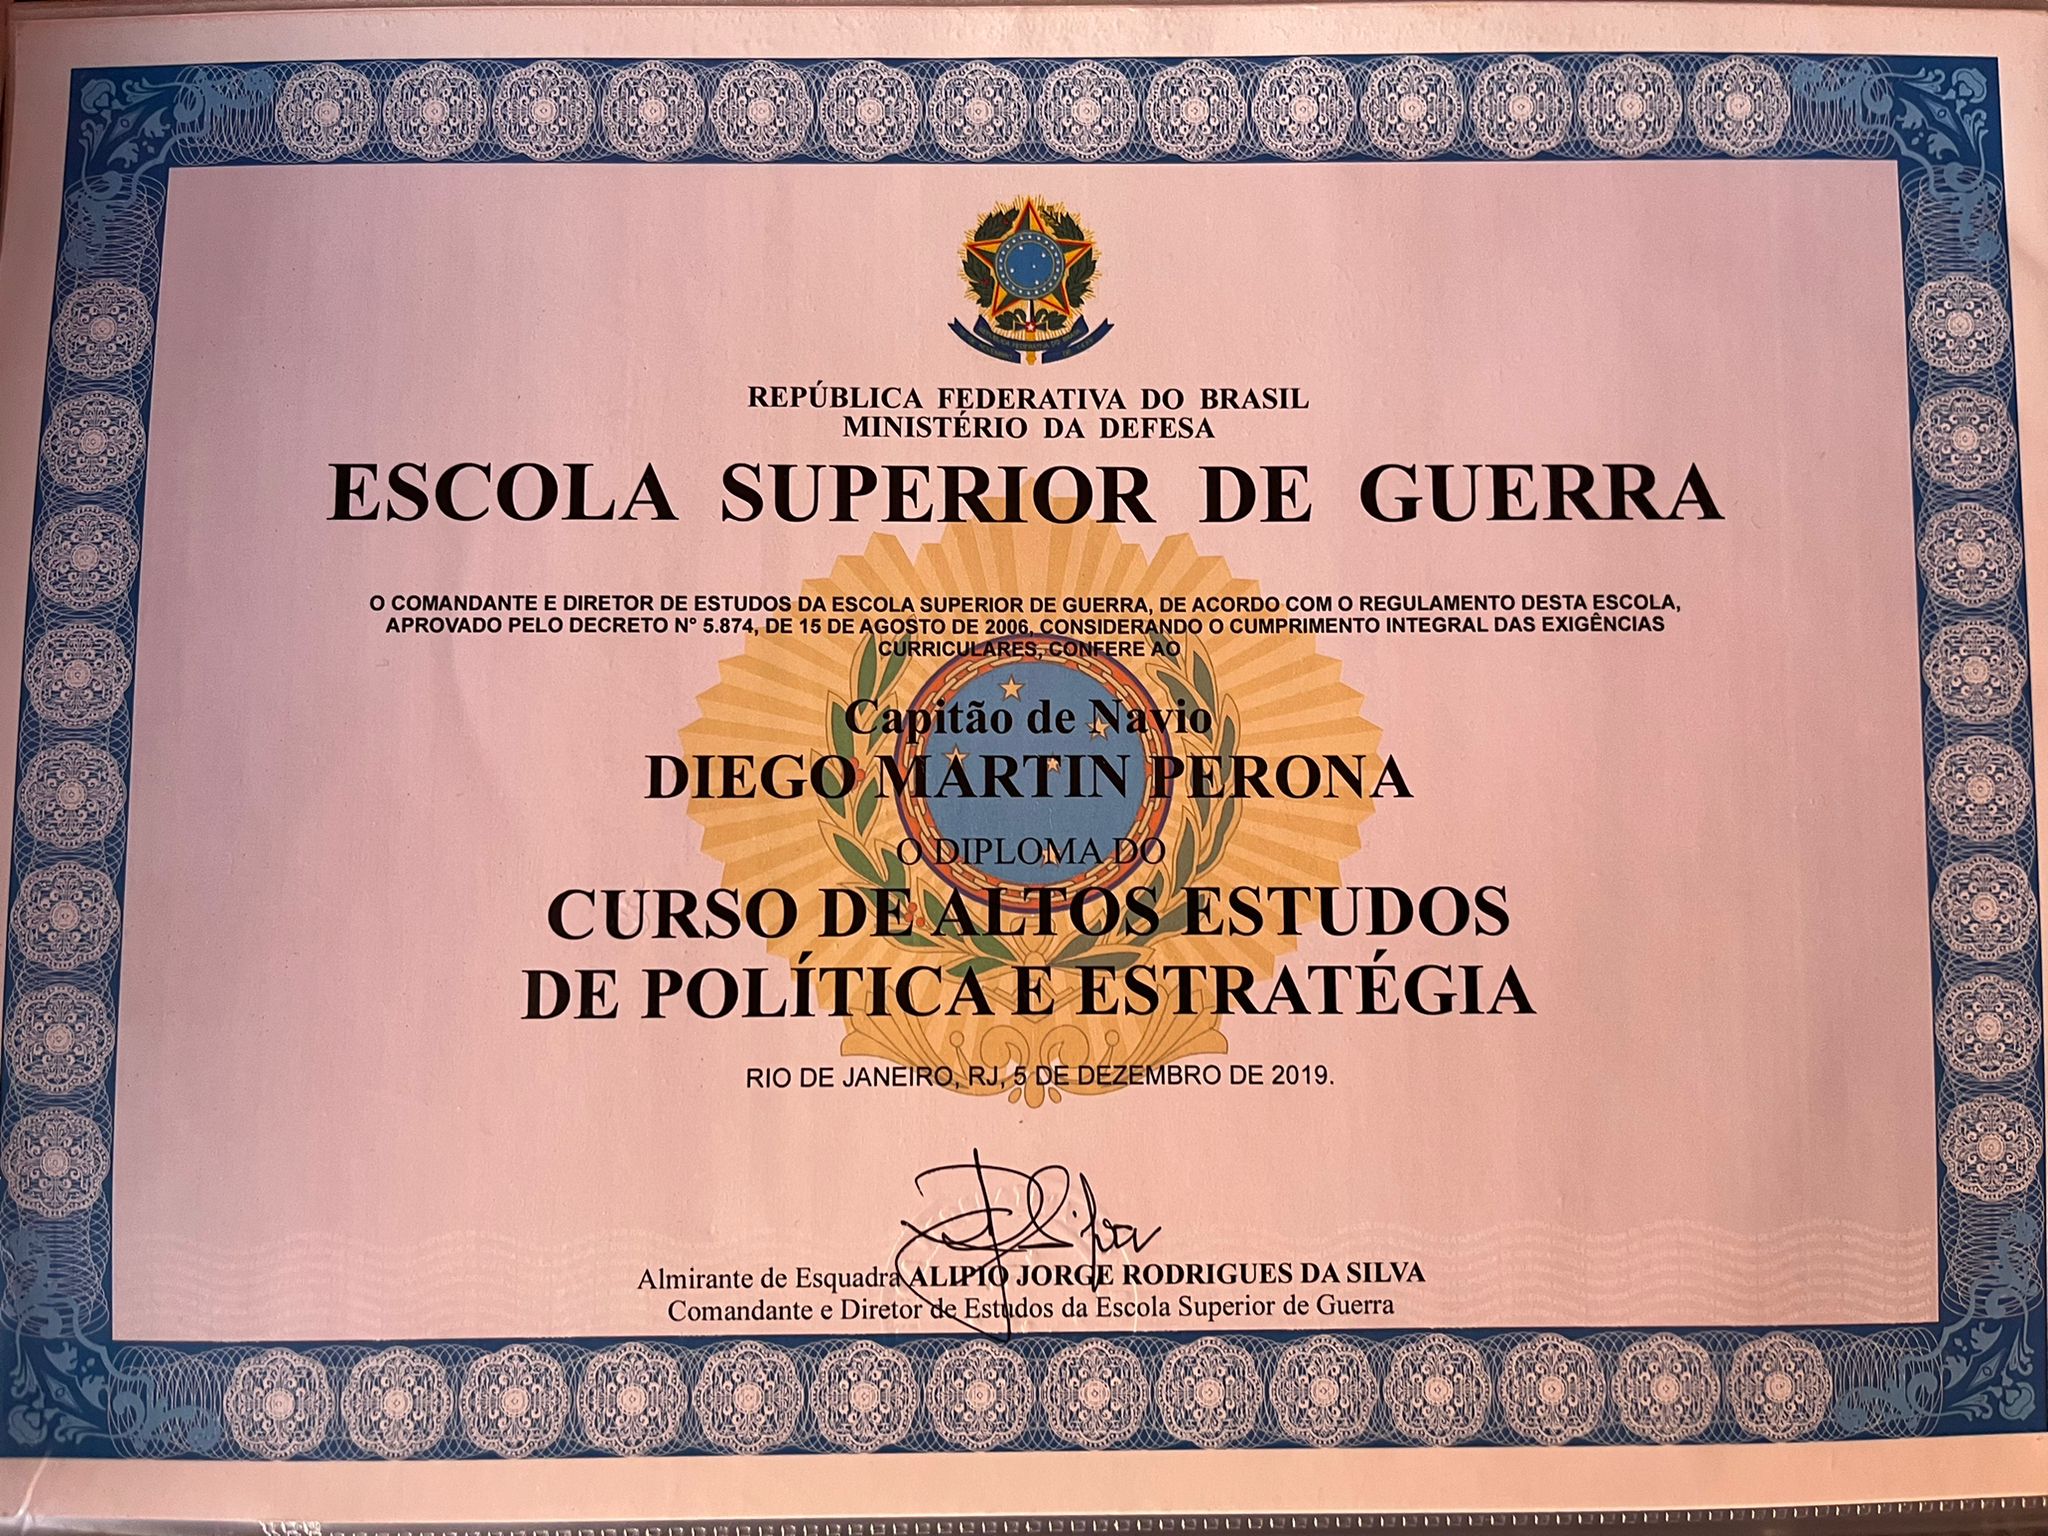 REPÚBLICA FEDERATIVA DO BRASIL
MINISTÉRIO DA DEFESA
ESCOLA SUPERIOR DE GUERRA
O COMANDANTE E DIRETOR DE ESTUDOS DA ESCOLA SUPERIOR DE GUERRA, DE ACORDO COM O REGULAMENTO DESTA ESCOLA,
APROVADO PELO DECRETO N° 5.874, DE 15 DE AGOSTO DE 2006, CONSIDERANDO O CUMPRIMENTO INTEGRAL DAS EXIGÊNCIAS
CURRICULARES, CONFERE AO
Capitão de Navio
DIEGO MARTIN PERONA
O DIPLOMA DO
CURSO DE ALTOS ESTUDOS
DE POLÍTICA E ESTRATÉGIA
RIO DE JANEIRO, RJ, 5 DE DEZEMBRO DE 2019.
Almirante de Esquadra ALIPIO JORGE RODRIGUES DA SILVA
Comandante e Diretor de Estudos da Escola Superior de Guerra